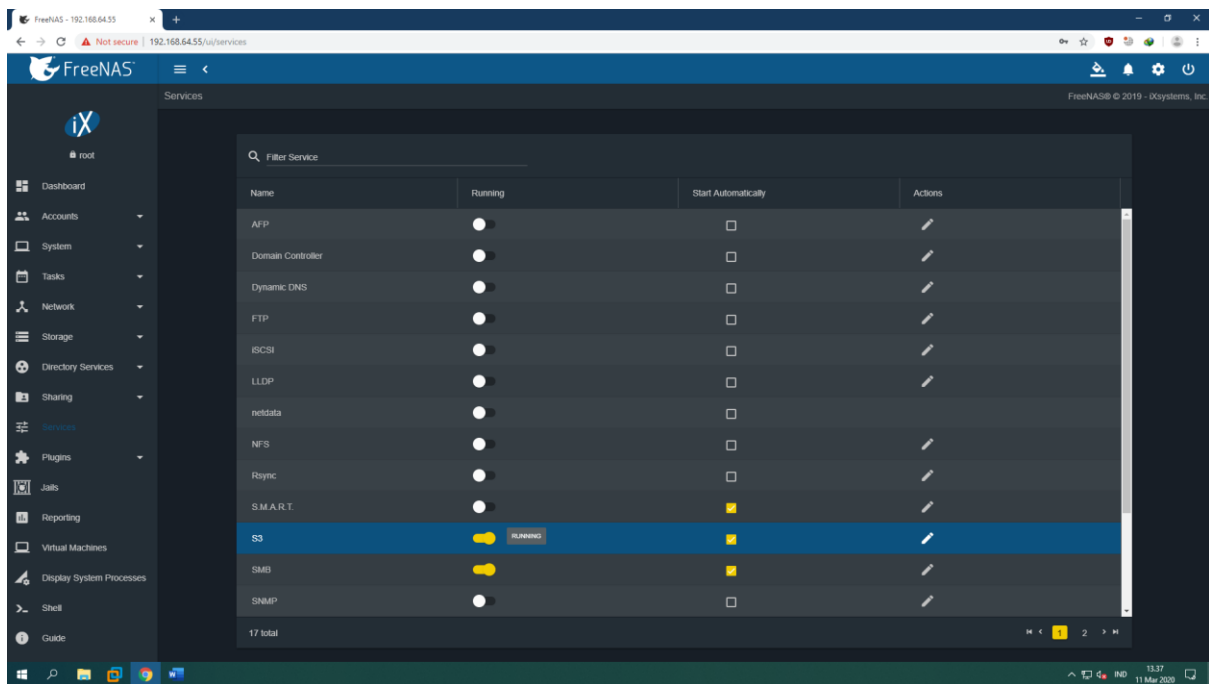 FreeNAS - 192.168.64.55
Not secure | 192.168.64.55/ui/services
FreeNAS
Services
FreeNAS® © 2019 - iXsystems, Inc.
iX
root
Dashboard
Accounts
System
Tasks
Network
Storage
Directory Services
Sharing
Services
Plugins
Jails
Reporting
Virtual Machines
Display System Processes
Shell
Guide
Filter Service
Name Running Start Automatically Actions
AFP
Domain Controller
Dynamic DNS
FTP
iSCSI
LLDP
netdata
NFS
Rsync
S.M.A.R.T.
S3 RUNNING
SMB
SNMP
17 total 1 2
IND 13.37
11 Mar 2020